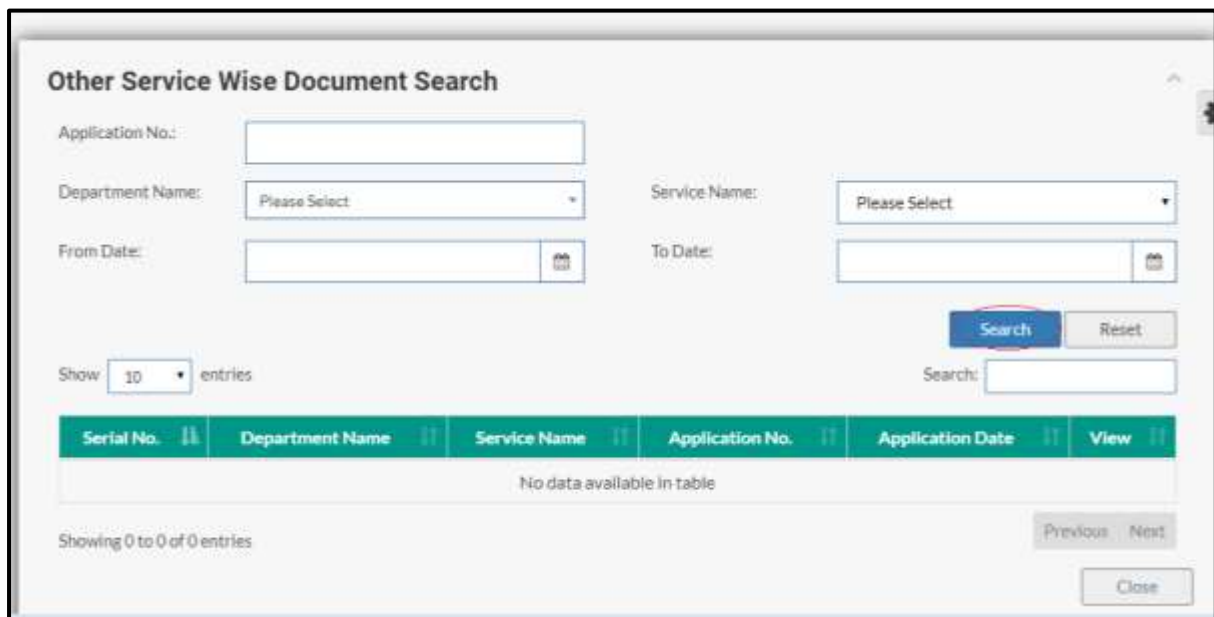 Other Service Wise Document Search
Application No.:
Department Name: Please Select Service Name: Please Select
From Date: To Date:
Search Reset
Show 10 entries Search:
Serial No. Department Name Service Name Application No. Application Date View
No data available in table
Showing 0 to 0 of 0 entries Previous Next
Close